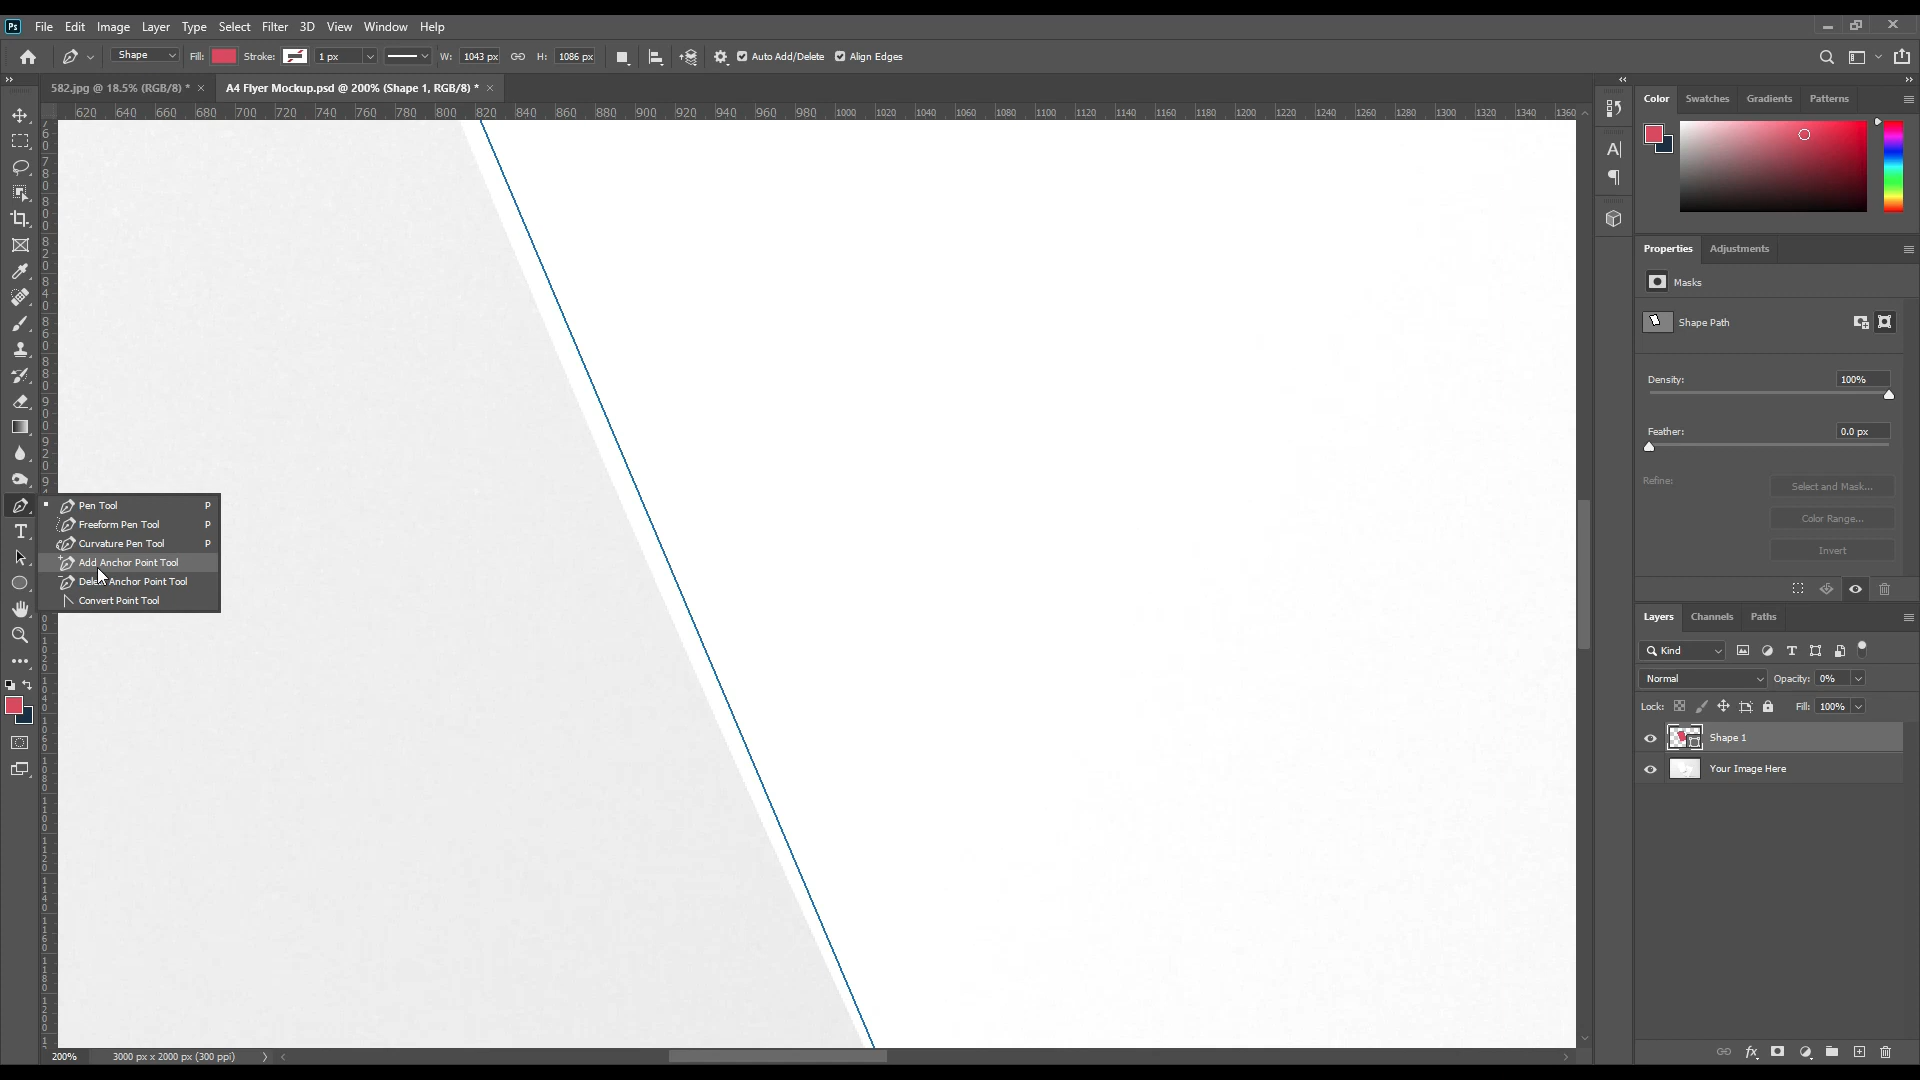 Ps File Edit Image Layer Type Select Filter 3D View Window Help
Shape Fill: Stroke: 1 px W: 1043 px H: 1086 px Auto Add/Delete Align Edges
582.jpg @ 18.5% (RGB/8) * × A4 Flyer Mockup.psd @ 200% (Shape 1, RGB/8) * ×
620 640 660 680 700 720 740 760 780 800 820 840 860 880 900 920 940 960 980 1000 1020 1040 1060 1080 1100 1120 1140 1160 1180 1200 1220 1240 1260 1280 1300 1320 1340 1360
Color Swatches Gradients Patterns
Properties Adjustments
Masks
Shape Path
Density: 100%
Feather: 0.0 px
Refine: Select and Mask...
Color Range...
Invert
Pen Tool P
Freeform Pen Tool P
Curvature Pen Tool P
Add Anchor Point Tool
Delete Anchor Point Tool
Convert Point Tool
Layers Channels Paths
Kind
Normal Opacity: 0%
Lock: Fill: 100%
Shape 1
Your Image Here
200% 3000 px x 2000 px (300 ppi)